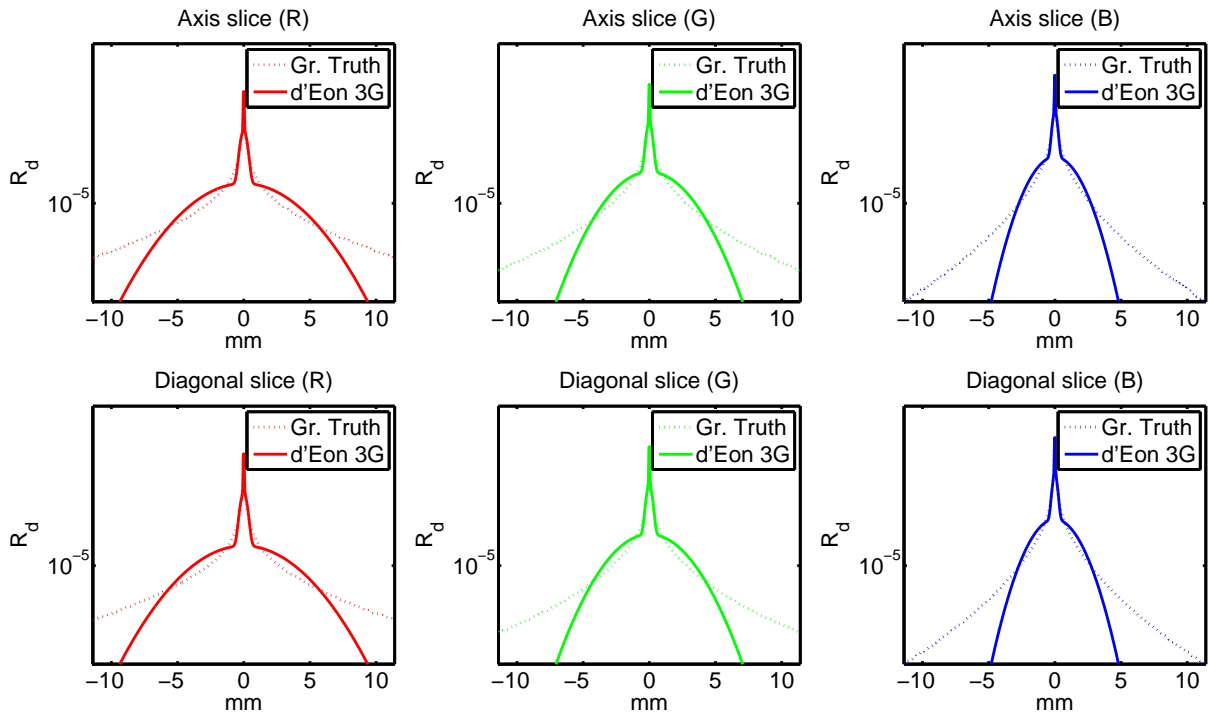 Axis slice (R)
Gr. Truth
d'Eon 3G
R_d
10^-5
−10 −5 0 5 10
mm
Axis slice (G)
Gr. Truth
d'Eon 3G
R_d
10^-5
−10 −5 0 5 10
mm
Axis slice (B)
Gr. Truth
d'Eon 3G
R_d
10^-5
−10 −5 0 5 10
mm
Diagonal slice (R)
Gr. Truth
d'Eon 3G
R_d
10^-5
−10 −5 0 5 10
mm
Diagonal slice (G)
Gr. Truth
d'Eon 3G
R_d
10^-5
−10 −5 0 5 10
mm
Diagonal slice (B)
Gr. Truth
d'Eon 3G
R_d
10^-5
−10 −5 0 5 10
mm